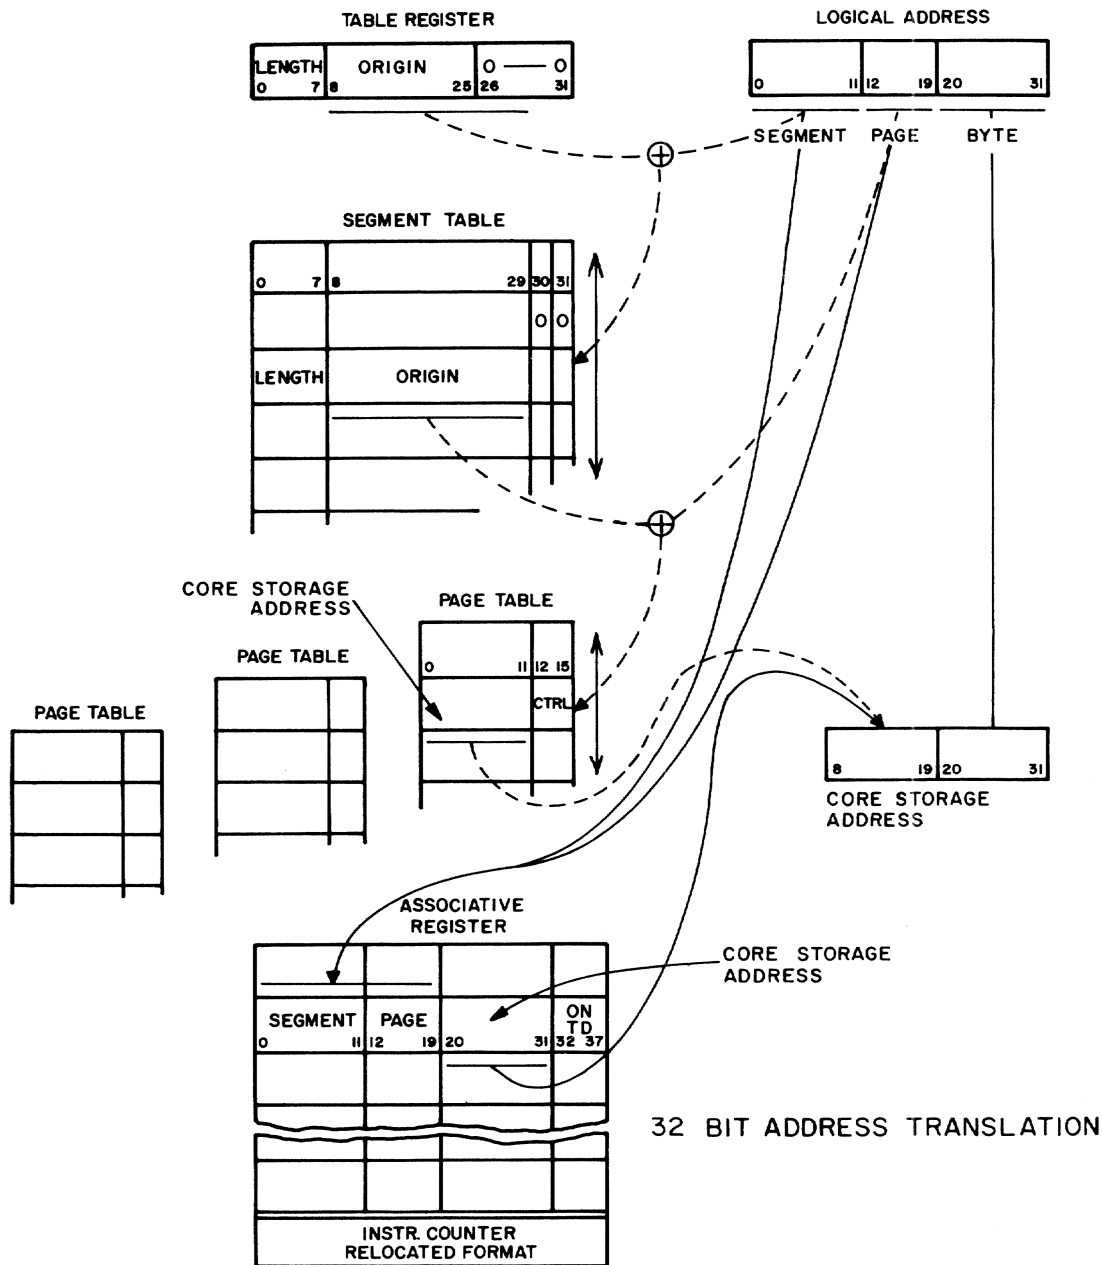 TABLE REGISTER
LOGICAL ADDRESS
LENGTH ORIGIN O — O
0 7 8 25 26 31
0 11 12 19 20 31
SEGMENT PAGE BYTE
SEGMENT TABLE
0 7 8 29 30 31
O O
LENGTH ORIGIN
CORE STORAGE
ADDRESS
PAGE TABLE
0 11 12 15
CTRL
PAGE TABLE
PAGE TABLE
8 19 20 31
CORE STORAGE
ADDRESS
ASSOCIATIVE
REGISTER
CORE STORAGE
ADDRESS
SEGMENT PAGE ON
TD
0 11 12 19 20 31 32 37
32 BIT ADDRESS TRANSLATION
INSTR. COUNTER
RELOCATED FORMAT